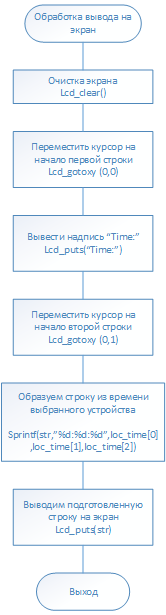 Обработка вывода на
экран
Очистка экрана
Lcd_clear()
Переместить курсор на
начало первой строки
Lcd_gotoxy (0,0)
Вывести надпись “Time:”
Lcd_puts(“Time:”)
Переместить курсор на
начало второй строки
Lcd_gotoxy (0,1)
Образуем строку из времени
выбранного устройства
Sprintf(str,”%d:%d:%d”,loc_time[0]
,loc_time[1],loc_time[2])
Выводим подготовленную
строку на экран
Lcd_puts(str)
Выход